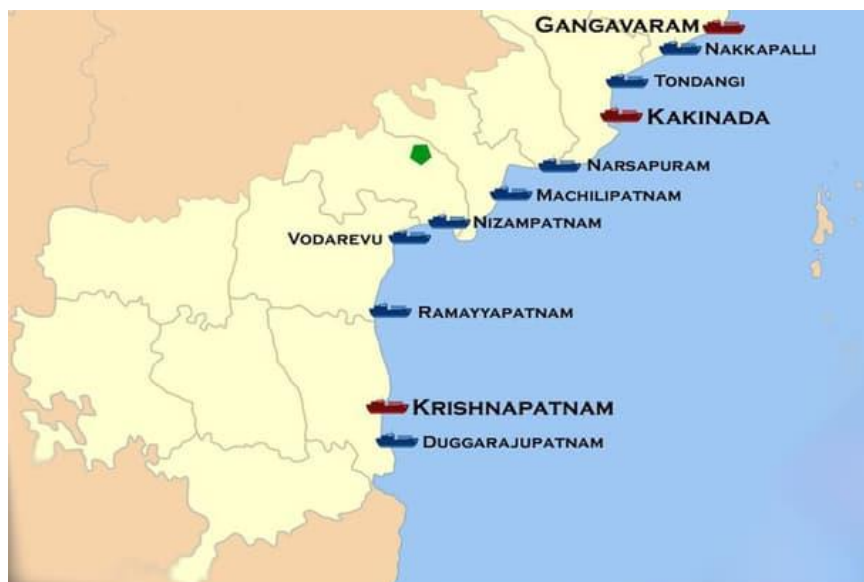 GANGAVARAM
NAKKAPALLI
TONDANGI
KAKINADA
NARSAPURAM
MACHILIPATNAM
NIZAMPATNAM
VODAREVU
RAMAYYAPATNAM
KRISHNAPATNAM
DUGGARAJUPATNAM